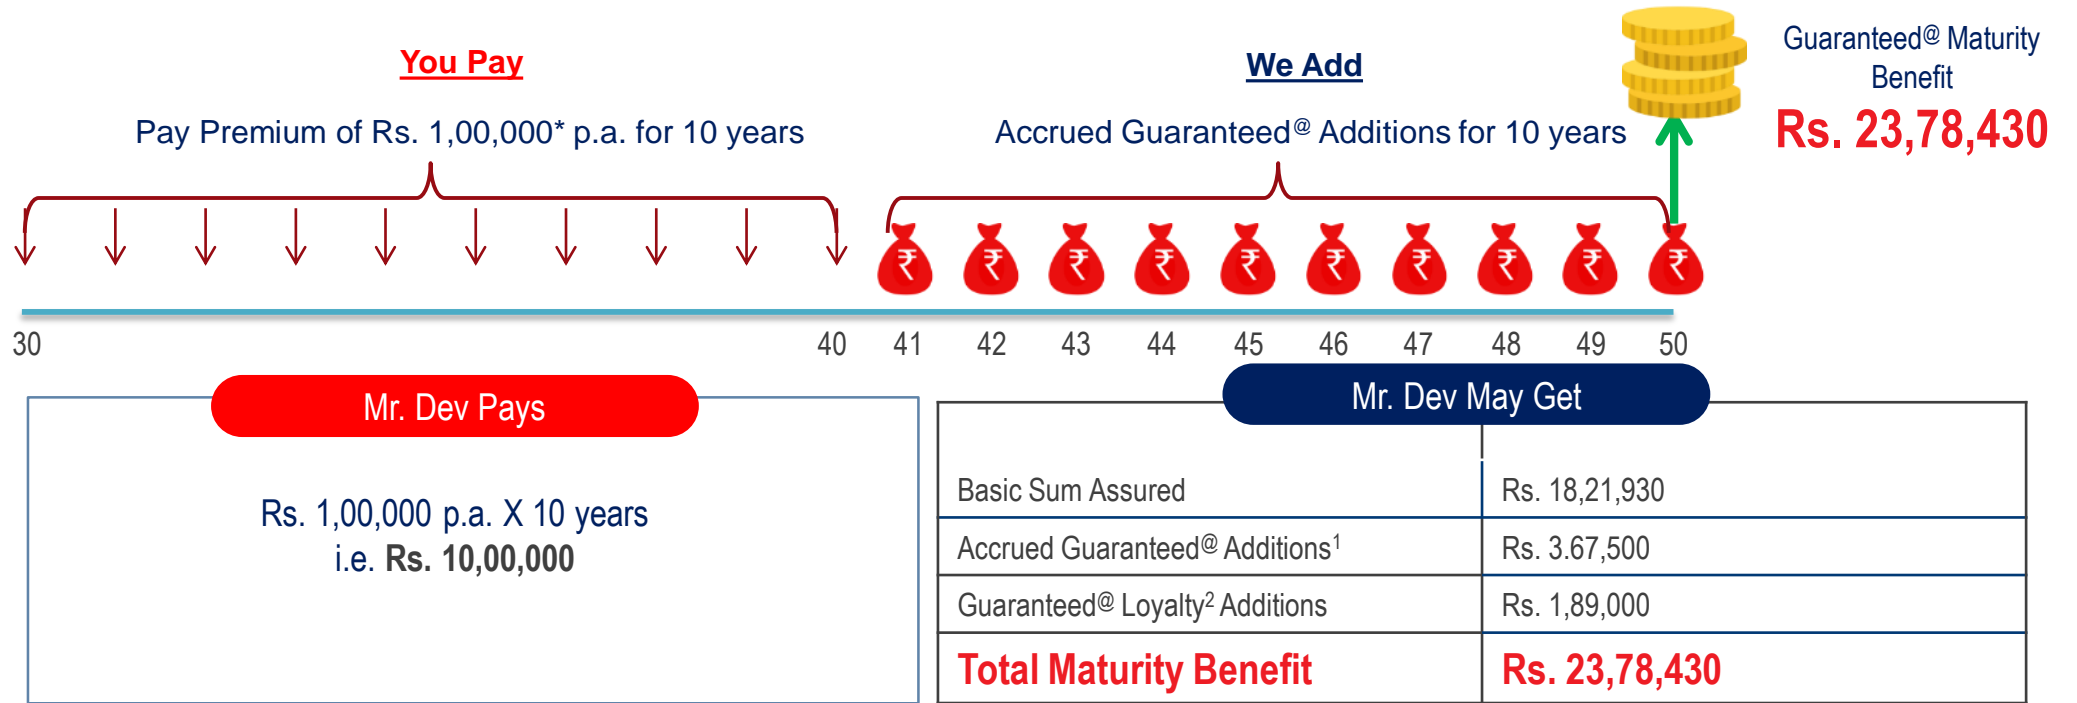 You Pay
We Add
Guaranteed@ Maturity
Benefit
Rs. 23,78,430
Pay Premium of Rs. 1,00,000* p.a. for 10 years
Accrued Guaranteed@ Additions for 10 years
₹ ₹ ₹ ₹ ₹ ₹ ₹ ₹ ₹ ₹
30 40 41 42 43 44 45 46 47 48 49 50
Mr. Dev Pays
Rs. 1,00,000 p.a. X 10 years
i.e. Rs. 10,00,000
Mr. Dev May Get
Basic Sum Assured Rs. 18,21,930
Accrued Guaranteed@ Additions1 Rs. 3.67,500
Guaranteed@ Loyalty2 Additions Rs. 1,89,000
Total Maturity Benefit Rs. 23,78,430